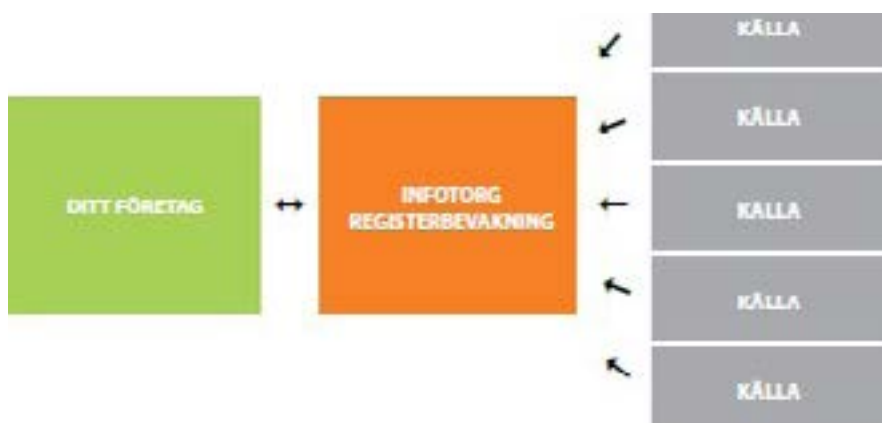 DITT FÖRETAG
INFOTORG
REGISTERBEVAKNING
KÄLLA
KÄLLA
KÄLLA
KÄLLA
KÄLLA